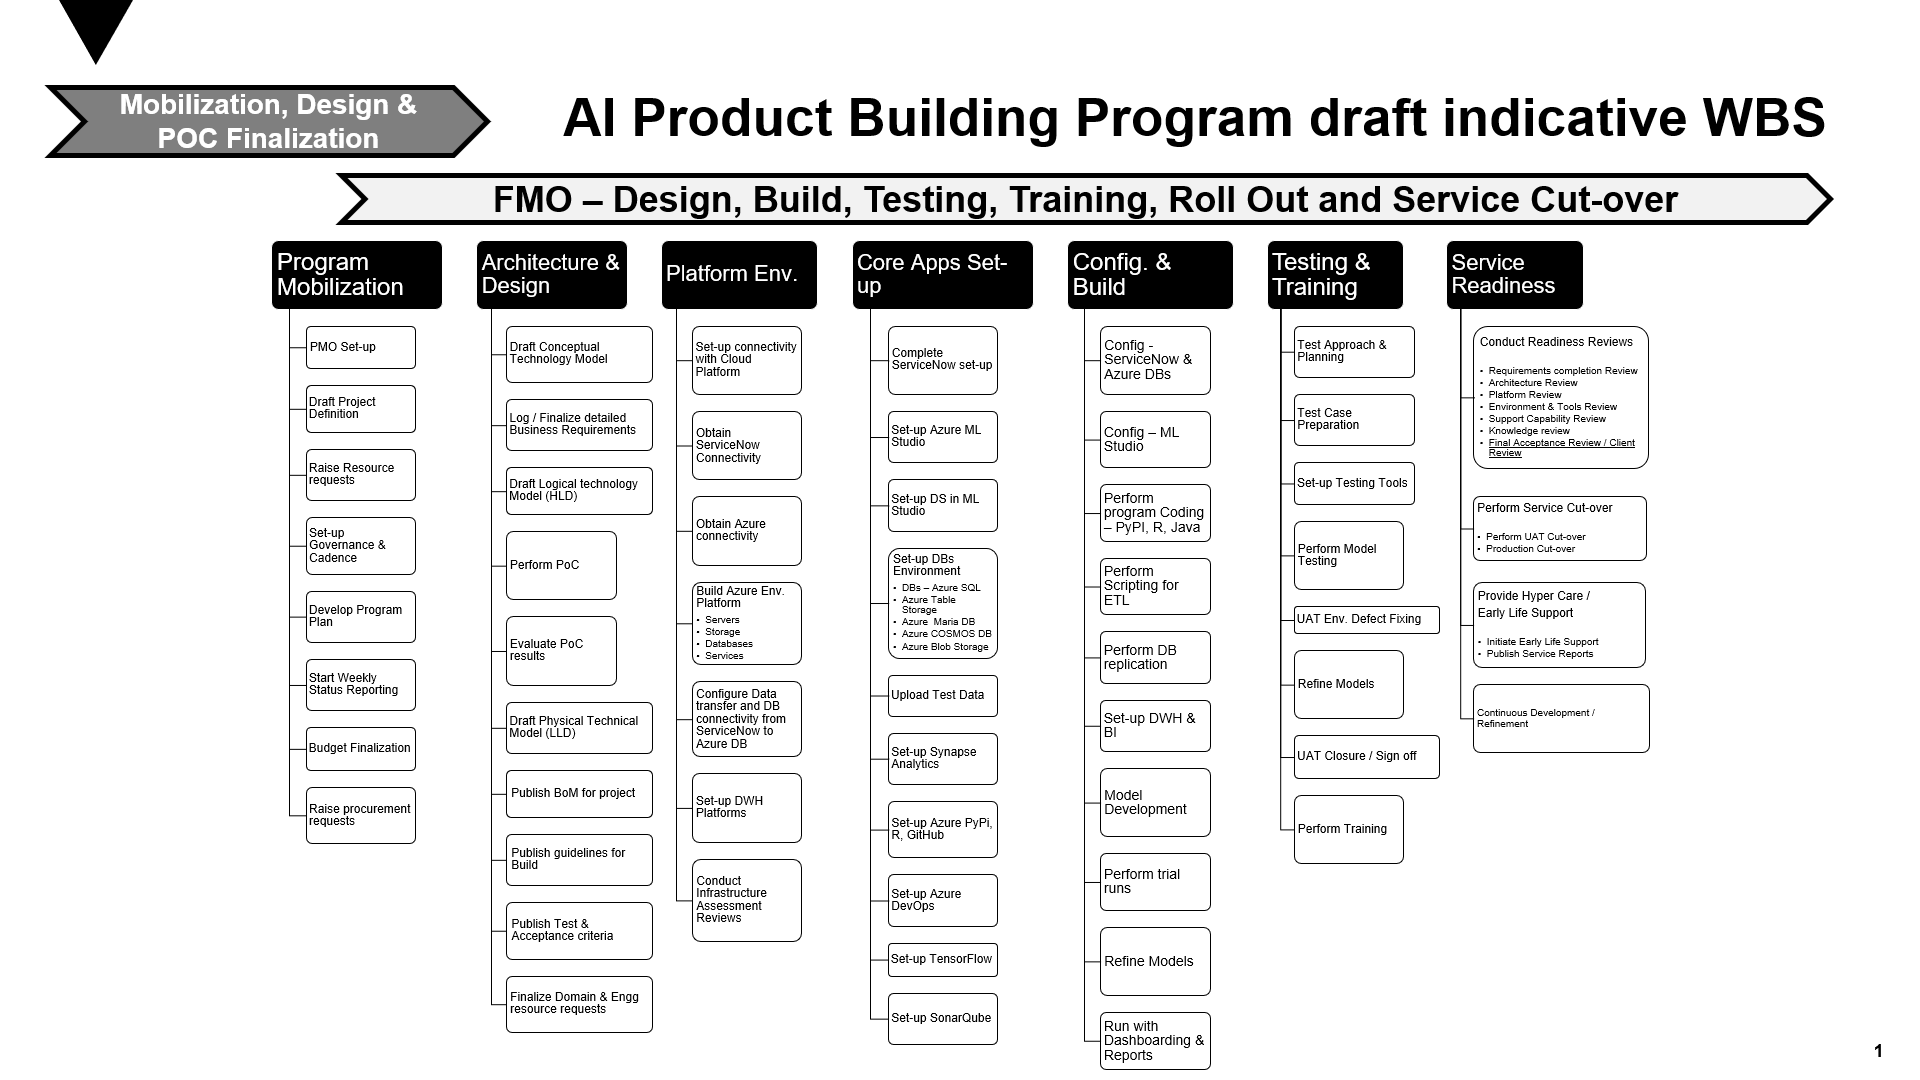 Mobilization, Design &
POC Finalization
AI Product Building Program draft indicative WBS
FMO – Design, Build, Testing, Training, Roll Out and Service Cut-over
Program
Mobilization
PMO Set-up
Draft Project
Definition
Raise Resource
requests
Set-up
Governance &
Cadence
Develop Program
Plan
Start Weekly
Status Reporting
Budget Finalization
Raise procurement
requests
Architecture &
Design
Draft Conceptual
Technology Model
Log / Finalize detailed
Business Requirements
Draft Logical technology
Model (HLD)
Perform PoC
Evaluate PoC
results
Draft Physical Technical
Model (LLD)
Publish BoM for project
Publish guidelines for
Build
Publish Test &
Acceptance criteria
Finalize Domain & Engg
resource requests
Platform Env.
Set-up connectivity
with Cloud
Platform
Obtain
ServiceNow
Connectivity
Obtain Azure
connectivity
Build Azure Env.
Platform
• Servers
• Storage
• Databases
• Services
Configure Data
transfer and DB
connectivity from
ServiceNow to
Azure DB
Set-up DWH
Platforms
Conduct
Infrastructure
Assessment
Reviews
Core Apps Set-
up
Complete
ServiceNow set-up
Set-up Azure ML
Studio
Set-up DS in ML
Studio
Set-up DBs
Environment
• DBs – Azure SQL
• Azure Table
Storage
• Azure Maria DB
• Azure COSMOS DB
• Azure Blob Storage
Upload Test Data
Set-up Synapse
Analytics
Set-up Azure PyPi,
R, GitHub
Set-up Azure
DevOps
Set-up TensorFlow
Set-up SonarQube
Config. &
Build
Config -
ServiceNow &
Azure DBs
Config – ML
Studio
Perform
program Coding
– PyPI, R, Java
Perform
Scripting for
ETL
Perform DB
replication
Set-up DWH &
BI
Model
Development
Perform trial
runs
Refine Models
Run with
Dashboarding &
Reports
Testing &
Training
Test Approach &
Planning
Test Case
Preparation
Set-up Testing Tools
Perform Model
Testing
UAT Env. Defect Fixing
Refine Models
UAT Closure / Sign off
Perform Training
Service
Readiness
Conduct Readiness Reviews
• Requirements completion Review
• Architecture Review
• Platform Review
• Environment & Tools Review
• Support Capability Review
• Knowledge review
• Final Acceptance Review / Client
Review
Perform Service Cut-over
• Perform UAT Cut-over
• Production Cut-over
Provide Hyper Care /
Early Life Support
• Initiate Early Life Support
• Publish Service Reports
Continuous Development /
Refinement
1